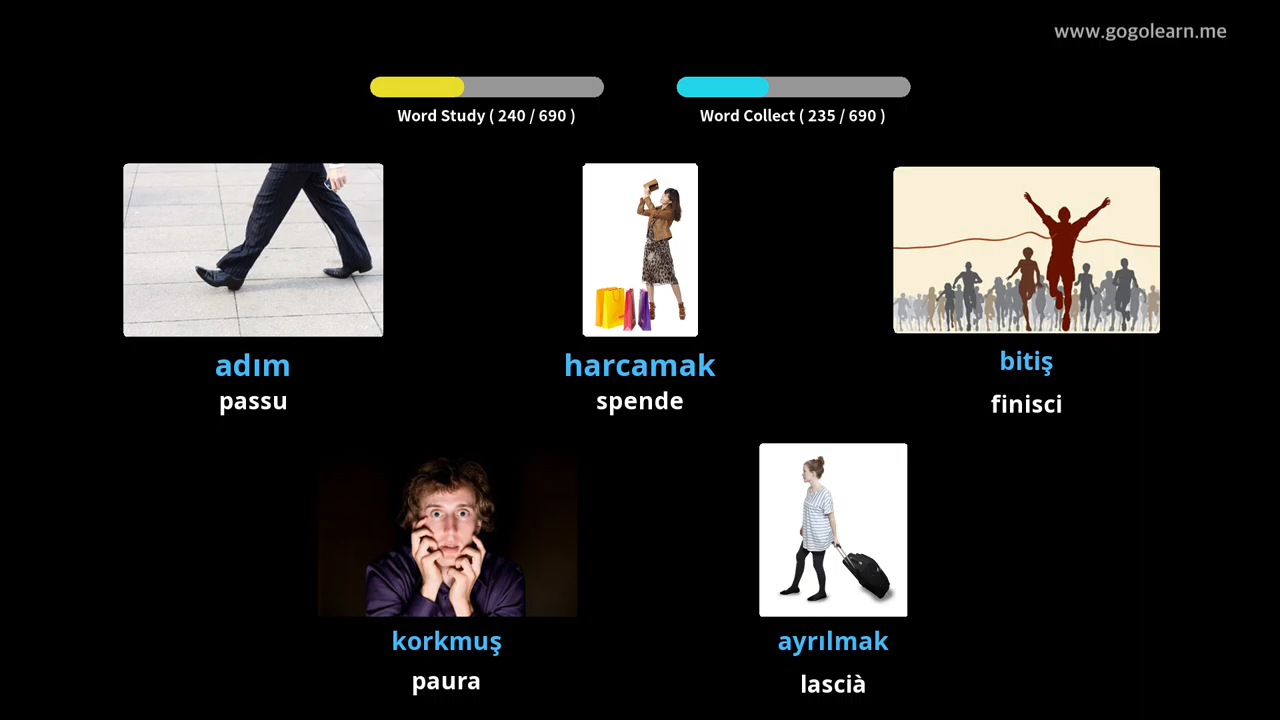 www.gogolearn.me
Word Study ( 240 / 690 )
Word Collect ( 235 / 690 )
adım
passu
harcamak
spende
bitiş
finisci
korkmuş
paura
ayrılmak
lascià